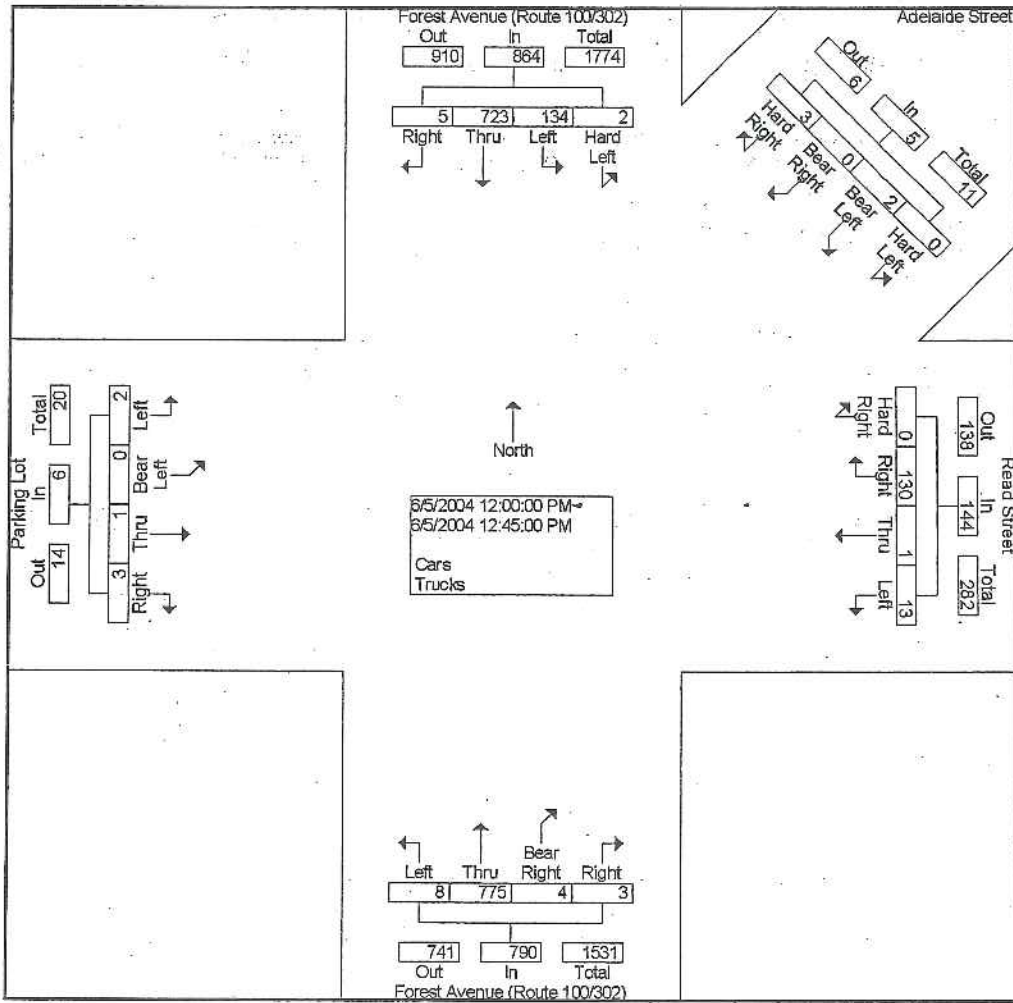 Forest Avenue (Route 100/302)
Out In Total
910 864 1774
5 723 134 2
Right Thru Left Hard Left
Adelaide Street
Out In Total
6 5 11
3 0 2 0
Hard Right Bear Right Bear Left Hard Left
Parking Lot
Total In Out
20 6 14
2 0 1 3
Left Bear Left Thru Right
North
6/5/2004 12:00:00 PM
6/5/2004 12:45:00 PM
Cars
Trucks
Hard Right Right Thru Left
0 130 1 13
Out In Total
138 144 282
Read Street
Left Thru Bear Right Right
8 775 4 3
741 790 1531
Out In Total
Forest Avenue (Route 100/302)